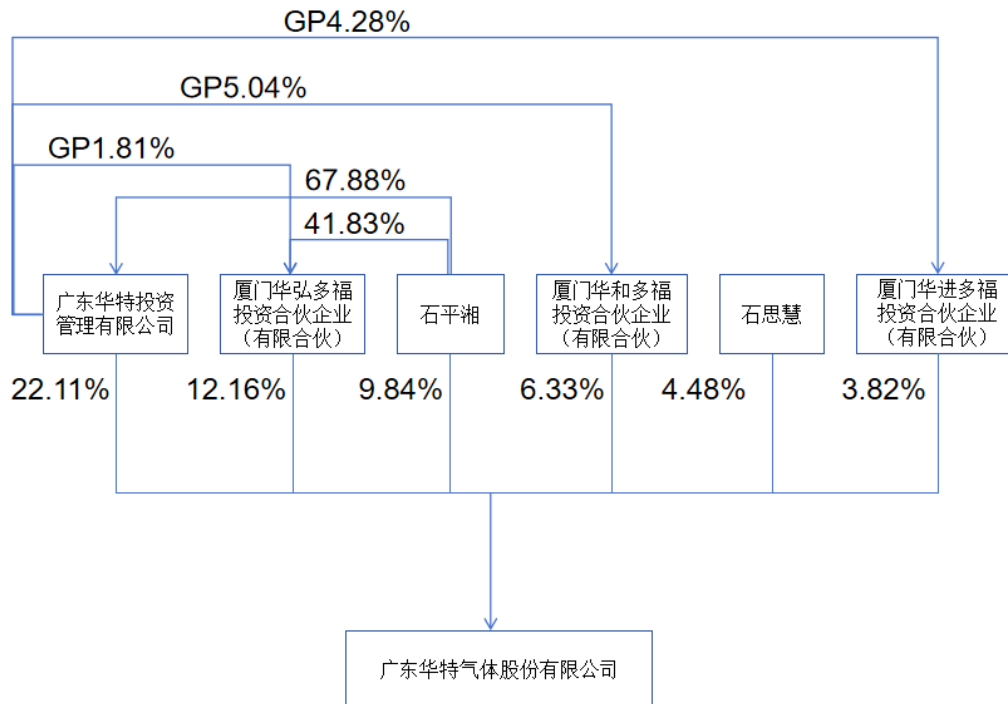 GP4.28%
GP5.04%
GP1.81%
67.88%
41.83%
广东华特投资
管理有限公司
厦门华弘多福
投资合伙企业
（有限合伙）
石平湘
厦门华和多福
投资合伙企业
（有限合伙）
石思慧
厦门华进多福
投资合伙企业
（有限合伙）
22.11%
12.16%
9.84%
6.33%
4.48%
3.82%
广东华特气体股份有限公司